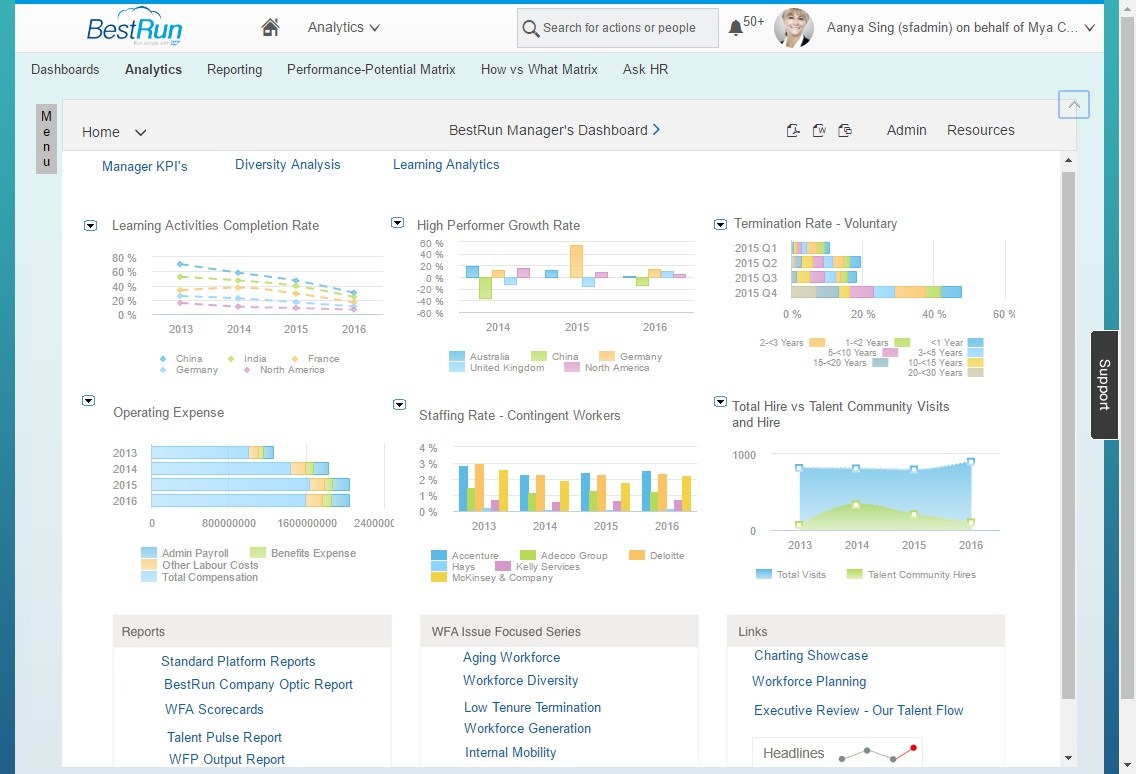 BestRun
Analytics
Search for actions or people
50+
Aanya Sing (sfadmin) on behalf of Mya C...
Dashboards
Analytics
Reporting
Performance-Potential Matrix
How vs What Matrix
Ask HR
Menu
Home
BestRun Manager's Dashboard
Admin
Resources
Manager KPI's
Diversity Analysis
Learning Analytics
Learning Activities Completion Rate
80 %
60 %
40 %
20 %
0 %
2013
2014
2015
2016
China
India
France
Germany
North America
High Performer Growth Rate
60 %
40 %
20 %
0 %
-20 %
-40 %
-60 %
2014
2015
2016
Australia
China
Germany
United Kingdom
North America
Termination Rate - Voluntary
2015 Q1
2015 Q2
2015 Q3
2015 Q4
0 %
20 %
40 %
60 %
2-<3 Years
1-<2 Years
<1 Year
5-<10 Years
3-<5 Years
15-<20 Years
10-<15 Years
20-<30 Years
Operating Expense
2013
2014
2015
2016
0
800000000
1600000000
2400000
Admin Payroll
Benefits Expense
Other Labour Costs
Total Compensation
Staffing Rate - Contingent Workers
4 %
3 %
2 %
1 %
0 %
2013
2014
2015
2016
Accenture
Adecco Group
Deloitte
Hays
Kelly Services
McKinsey & Company
Total Hire vs Talent Community Visits
and Hire
1000
0
2013
2014
2015
2016
Total Visits
Talent Community Hires
Support
Reports
Standard Platform Reports
BestRun Company Optic Report
WFA Scorecards
Talent Pulse Report
WFP Output Report
WFA Issue Focused Series
Aging Workforce
Workforce Diversity
Low Tenure Termination
Workforce Generation
Internal Mobility
Links
Charting Showcase
Workforce Planning
Executive Review - Our Talent Flow
Headlines